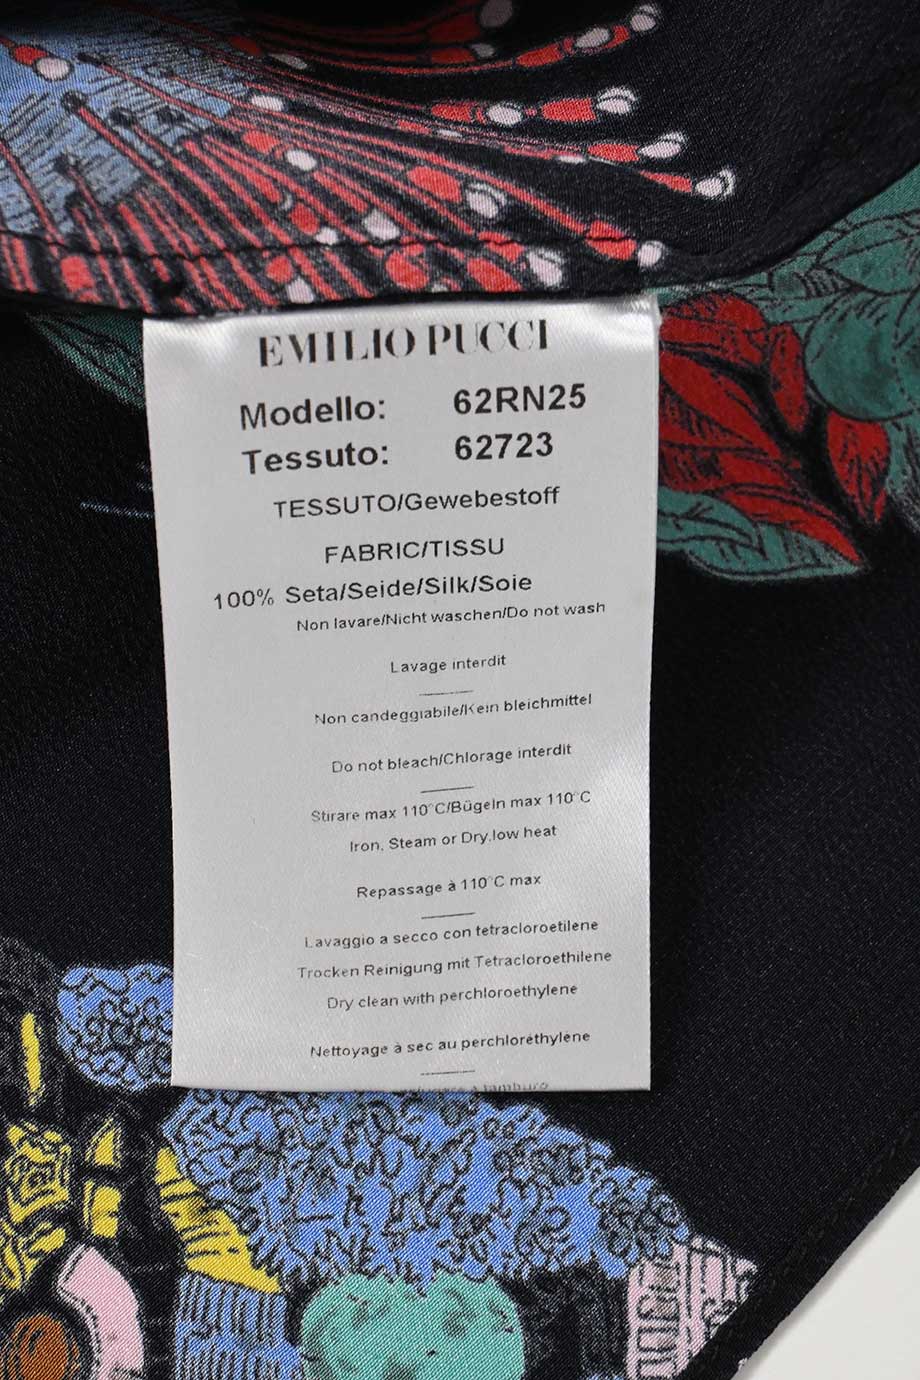 EMILIO PUCCI
Modello: 62RN25
Tessuto: 62723
TESSUTO/Gewebestoff
FABRIC/TISSU
100% Seta/Seide/Silk/Soie
Non lavare/Nicht waschen/Do not wash
Lavage interdit
Non candeggiabile/Kein bleichmittel
Do not bleach/Chlorage interdit
Stirare max 110°C/Bügeln max 110°C
Iron, Steam or Dry,low heat
Repassage à 110°C max
Lavaggio a secco con tetracloroetilene
Trocken Reinigung mit Tetracloroethilene
Dry clean with perchloroethylene
Nettoyage à sec au perchloréthylène
a tamburo